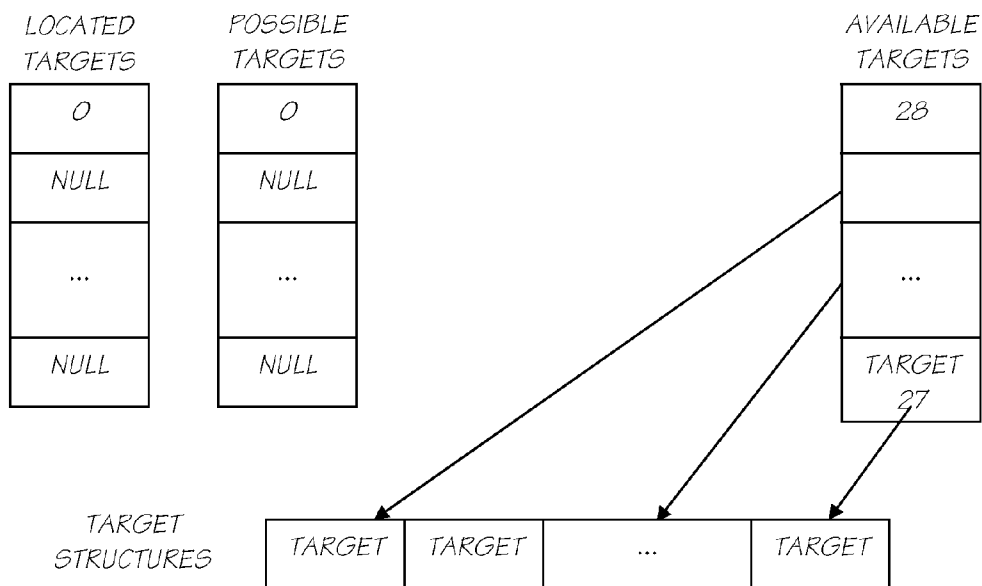 LOCATED
TARGETS
POSSIBLE
TARGETS
AVAILABLE
TARGETS
0
NULL
...
NULL
0
NULL
...
NULL
28
...
TARGET
27
TARGET
STRUCTURES
TARGET
TARGET
...
TARGET